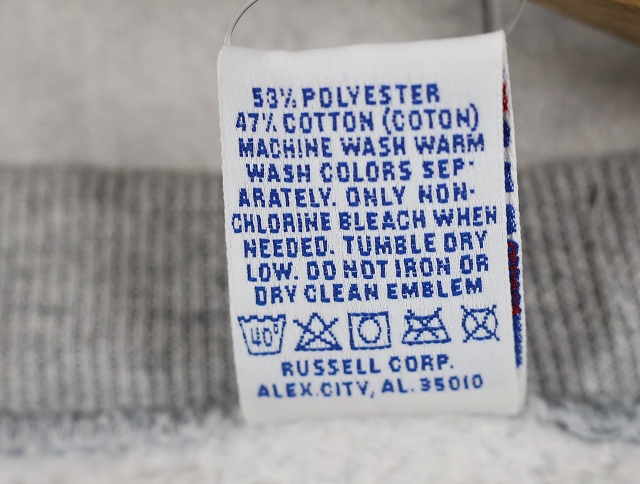 53% POLYESTER
47% COTTON (COTON)
MACHINE WASH WARM
WASH COLORS SEP-
ARATELY. ONLY NON-
CHLORINE BLEACH WHEN
NEEDED. TUMBLE DRY
LOW. DO NOT IRON OR
DRY CLEAN EMBLEM
40°
RUSSELL CORP.
ALEX.CITY, AL. 35010